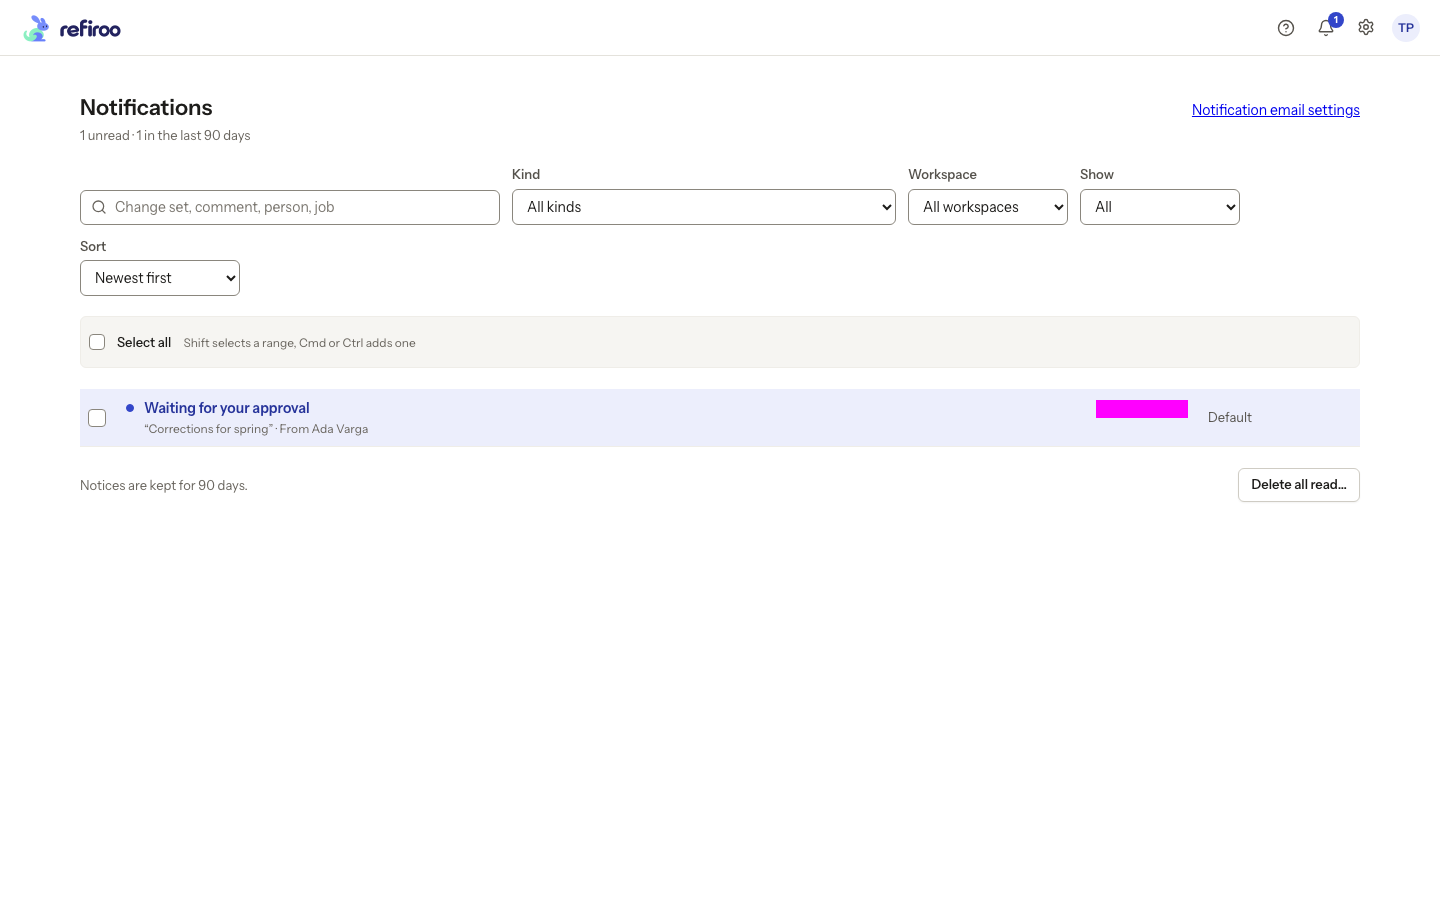 refiroo
1
TP
Notifications
Notification email settings
1 unread · 1 in the last 90 days
Kind
Workspace
Show
Change set, comment, person, job
All kinds
All workspaces
All
Sort
Newest first
Select all
Shift selects a range, Cmd or Ctrl adds one
Waiting for your approval
Default
“Corrections for spring” · From Ada Varga
Notices are kept for 90 days.
Delete all read…